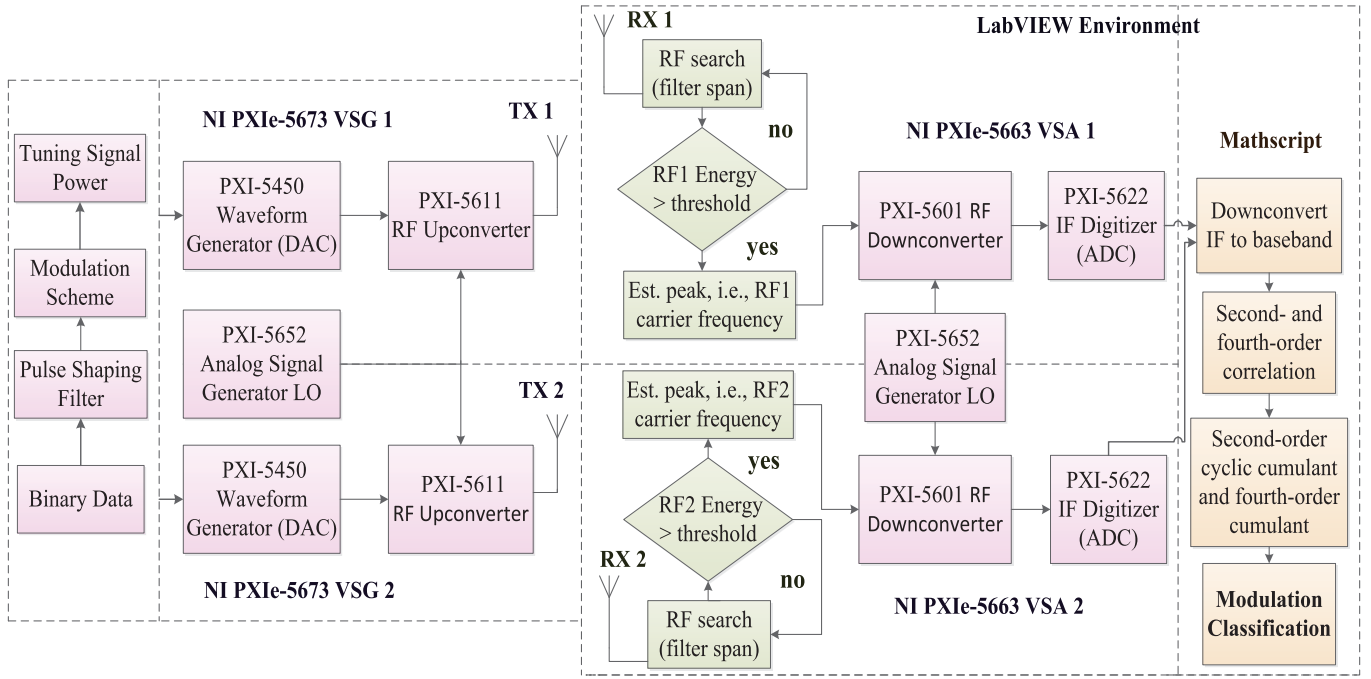 RX 1
LabVIEW Environment
RF search
(filter span)
no
RF1 Energy
> threshold
yes
Est. peak, i.e., RF1
carrier frequency
NI PXIe-5673 VSG 1
TX 1
Tuning Signal
Power
Modulation
Scheme
Pulse Shaping
Filter
Binary Data
PXI-5450
Waveform
Generator (DAC)
PXI-5611
RF Upconverter
PXI-5652
Analog Signal
Generator LO
TX 2
PXI-5450
Waveform
Generator (DAC)
PXI-5611
RF Upconverter
NI PXIe-5673 VSG 2
NI PXIe-5663 VSA 1
PXI-5601 RF
Downconverter
PXI-5622
IF Digitizer
(ADC)
PXI-5652
Analog Signal
Generator LO
Est. peak, i.e., RF2
carrier frequency
yes
RF2 Energy
> threshold
RX 2
no
RF search
(filter span)
PXI-5601 RF
Downconverter
PXI-5622
IF Digitizer
(ADC)
NI PXIe-5663 VSA 2
Mathscript
Downconvert
IF to baseband
Second- and
fourth-order
correlation
Second-order
cyclic cumulant
and fourth-order
cumulant
Modulation
Classification